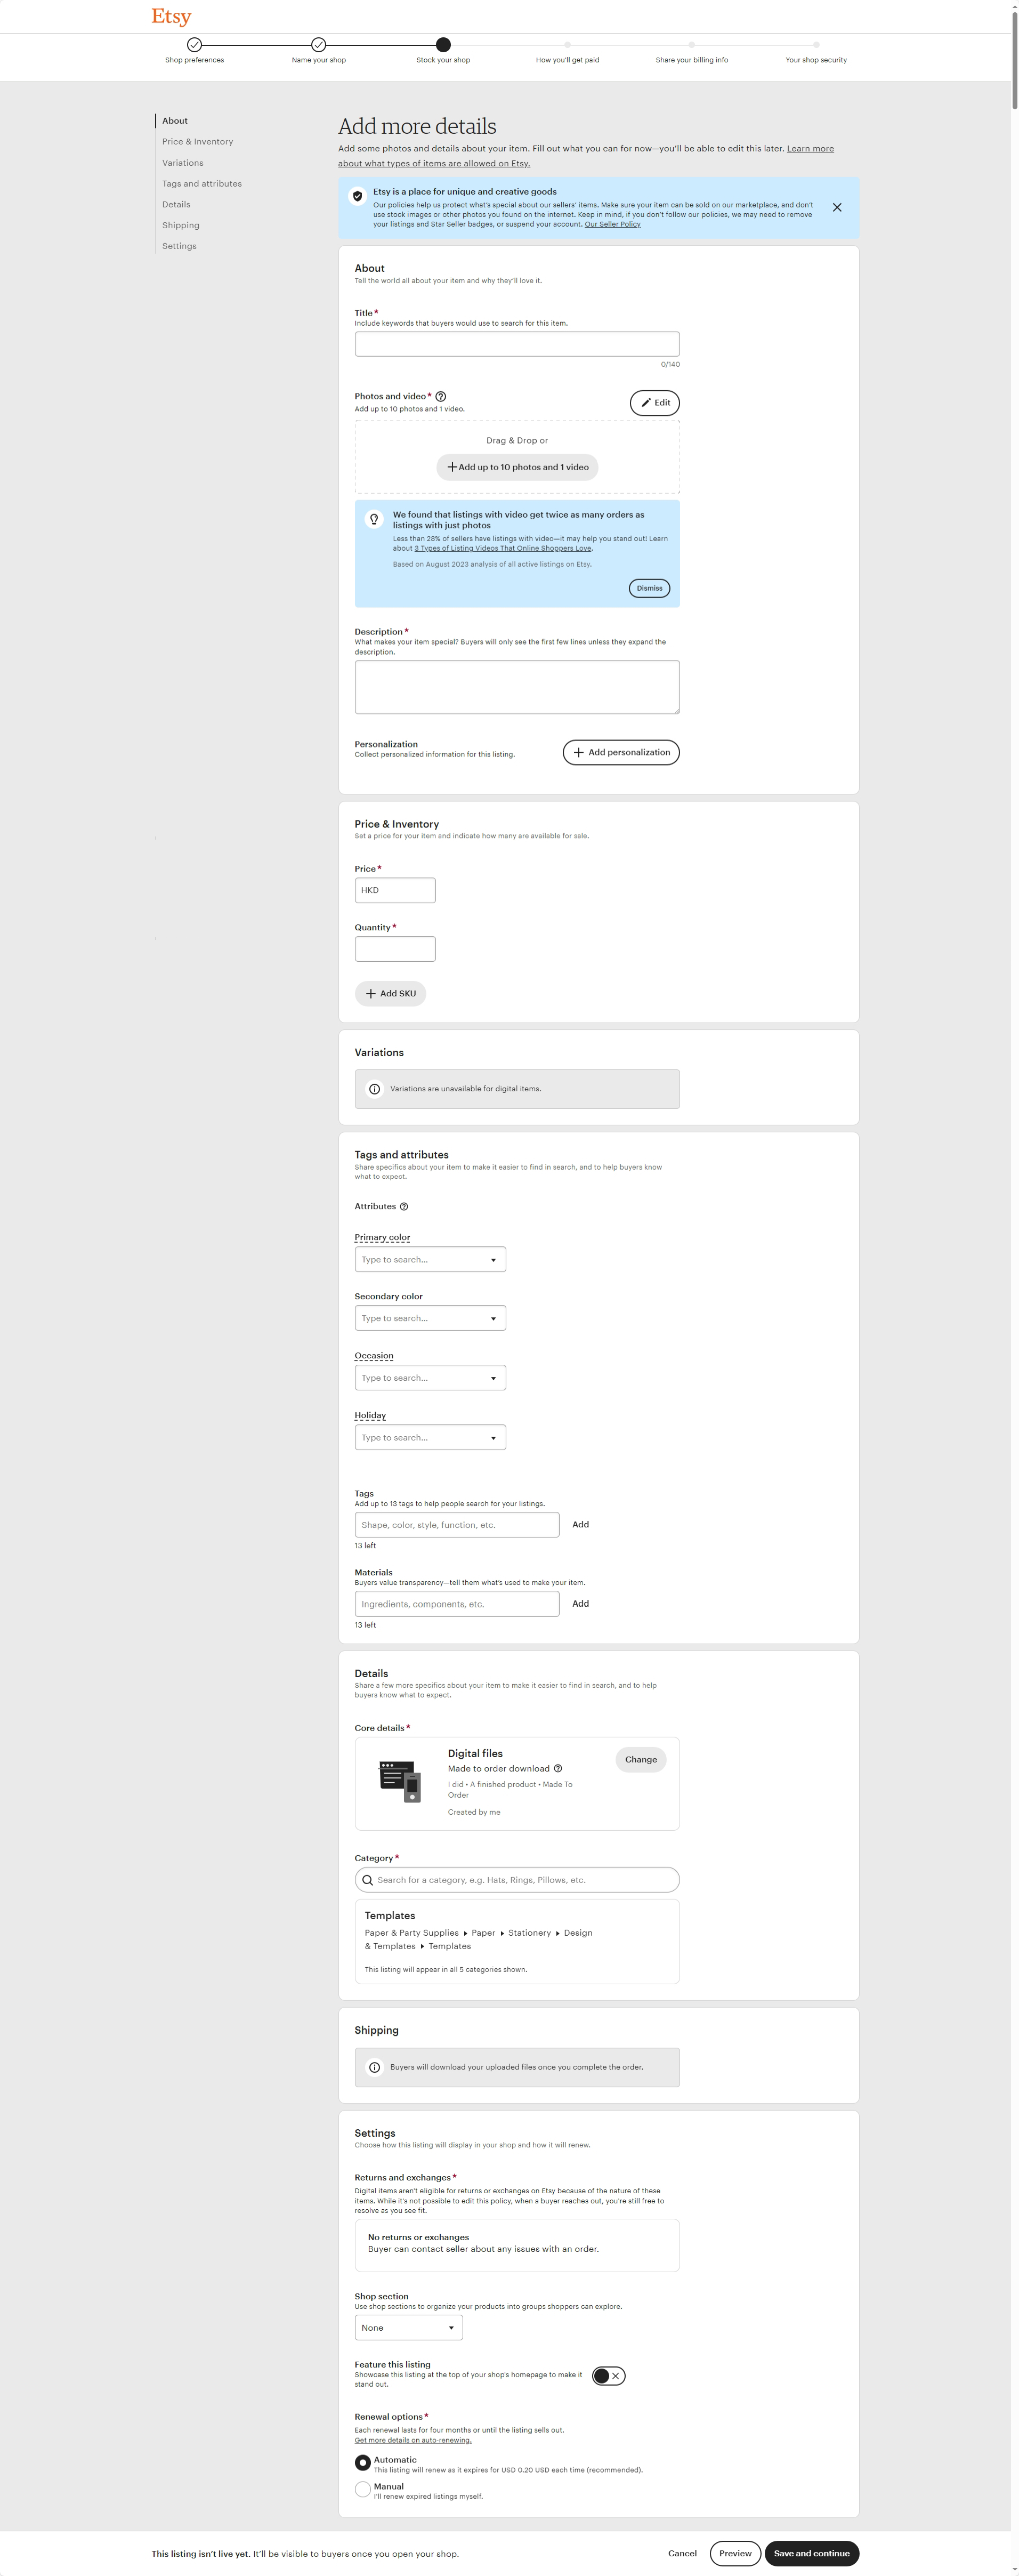 Etsy
Shop preferences
Name your shop
Stock your shop
How you'll get paid
Share your billing info
Your shop security
About
Price & Inventory
Variations
Tags and attributes
Details
Shipping
Settings
Add more details
Add some photos and details about your item. Fill out what you can for now—you'll be able to edit this later. Learn more
about what types of items are allowed on Etsy.
Etsy is a place for unique and creative goods
Our policies help us protect what's special about our sellers' items. Make sure your item can be sold on our marketplace, and don't
use stock images or other photos you found on the internet. Keep in mind, if you don't follow our policies, we may need to remove
your listings and Star Seller badges, or suspend your account. Our Seller Policy
About
Tell the world all about your item and why they'll love it.
Title *
Include keywords that buyers would use to search for this item.
0/140
Photos and video *
Add up to 10 photos and 1 video.
Edit
Drag & Drop or
Add up to 10 photos and 1 video
We found that listings with video get twice as many orders as
listings with just photos
Less than 28% of sellers have listings with video—it may help you stand out! Learn
about 3 Types of Listing Videos That Online Shoppers Love.
Based on August 2023 analysis of all active listings on Etsy.
Dismiss
Description *
What makes your item special? Buyers will only see the first few lines unless they expand the
description.
Personalization
Collect personalized information for this listing.
Add personalization
Price & Inventory
Set a price for your item and indicate how many are available for sale.
Price *
HKD
Quantity *
Add SKU
Variations
Variations are unavailable for digital items.
Tags and attributes
Share specifics about your item to make it easier to find in search, and to help buyers know
what to expect.
Attributes
Primary color
Type to search...
Secondary color
Type to search...
Occasion
Type to search...
Holiday
Type to search...
Tags
Add up to 13 tags to help people search for your listings.
Shape, color, style, function, etc.
Add
13 left
Materials
Buyers value transparency—tell them what's used to make your item.
Ingredients, components, etc.
Add
13 left
Details
Share a few more specifics about your item to make it easier to find in search, and to help
buyers know what to expect.
Core details *
Digital files
Made to order download
I did • A finished product • Made To
Order
Created by me
Change
Category *
Search for a category, e.g. Hats, Rings, Pillows, etc.
Templates
Paper & Party Supplies ▸ Paper ▸ Stationery ▸ Design
& Templates ▸ Templates
This listing will appear in all 5 categories shown.
Shipping
Buyers will download your uploaded files once you complete the order.
Settings
Choose how this listing will display in your shop and how it will renew.
Returns and exchanges *
Digital items aren't eligible for returns or exchanges on Etsy because of the nature of these
items. While it's not possible to edit this policy, when a buyer reaches out, you're still free to
resolve as you see fit.
No returns or exchanges
Buyer can contact seller about any issues with an order.
Shop section
Use shop sections to organize your products into groups shoppers can explore.
None
Feature this listing
Showcase this listing at the top of your shop's homepage to make it
stand out.
Renewal options *
Each renewal lasts for four months or until the listing sells out.
Get more details on auto-renewing.
Automatic
This listing will renew as it expires for USD 0.20 USD each time (recommended).
Manual
I'll renew expired listings myself.
This listing isn't live yet. It'll be visible to buyers once you open your shop.
Cancel
Preview
Save and continue